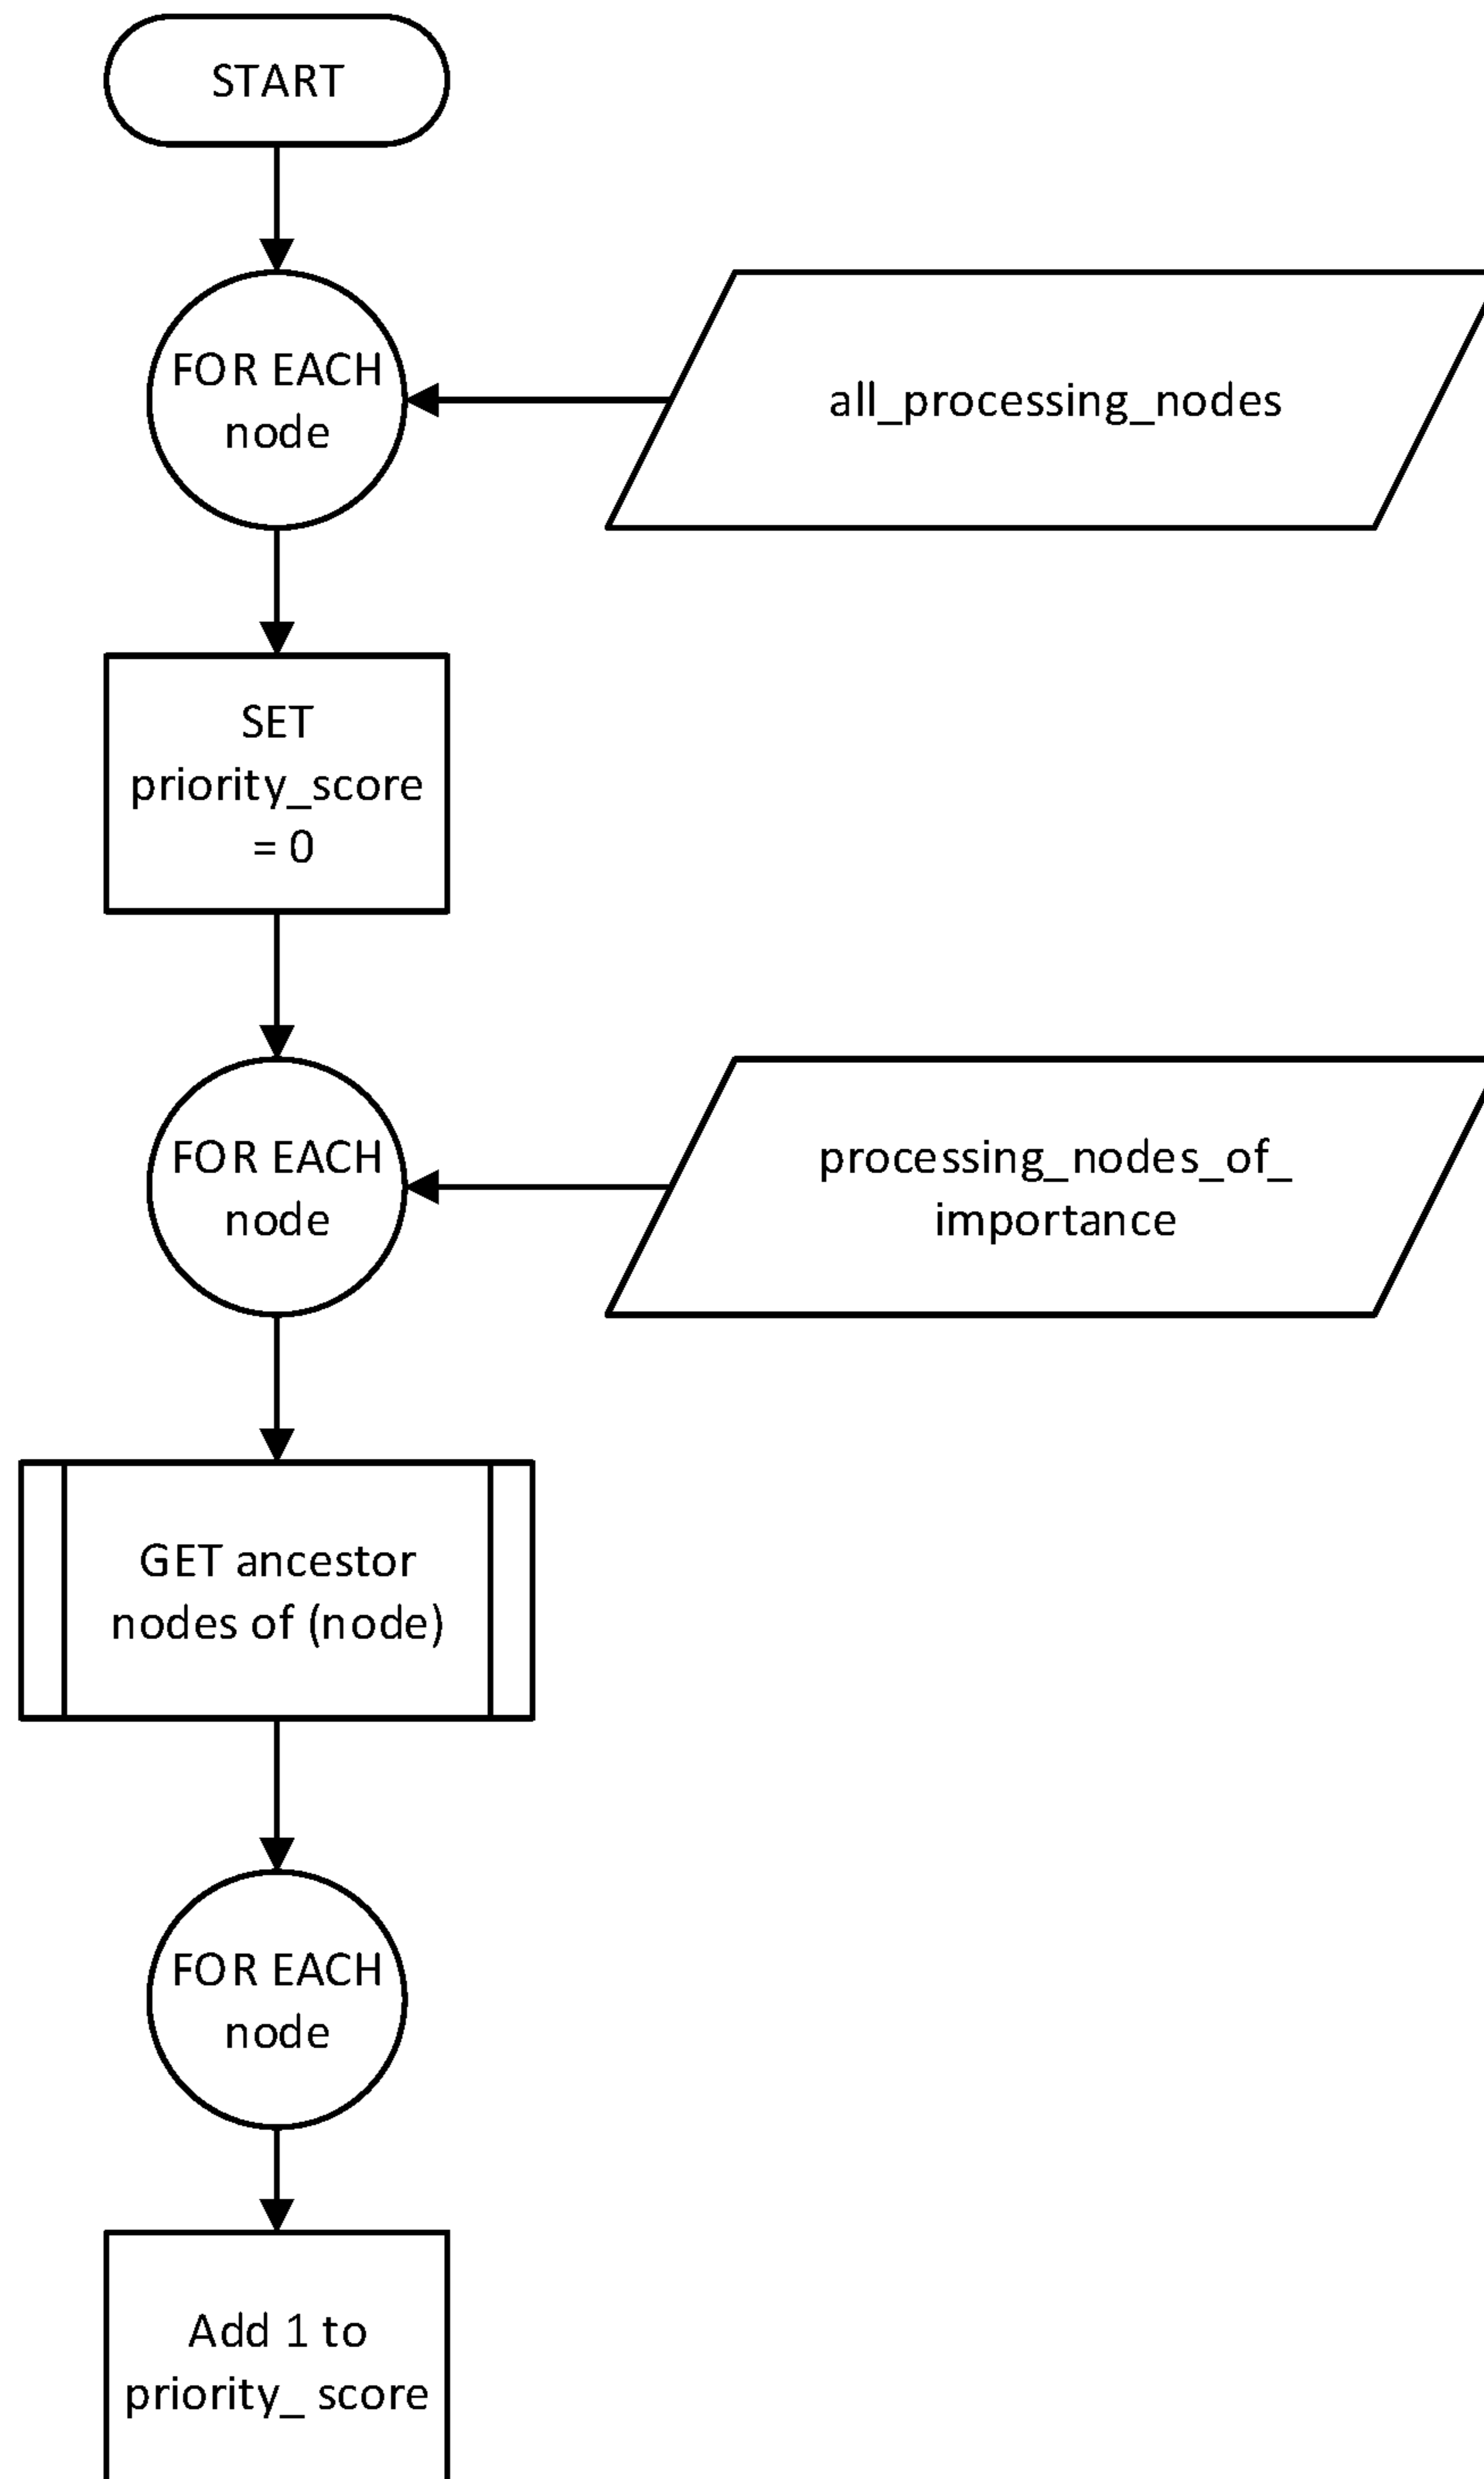 START
FOR EACH
node
all_processing_nodes
SET
priority_score
= 0
FOR EACH
node
processing_nodes_of_
importance
GET ancestor
nodes of (node)
FOR EACH
node
Add 1 to
priority_ score